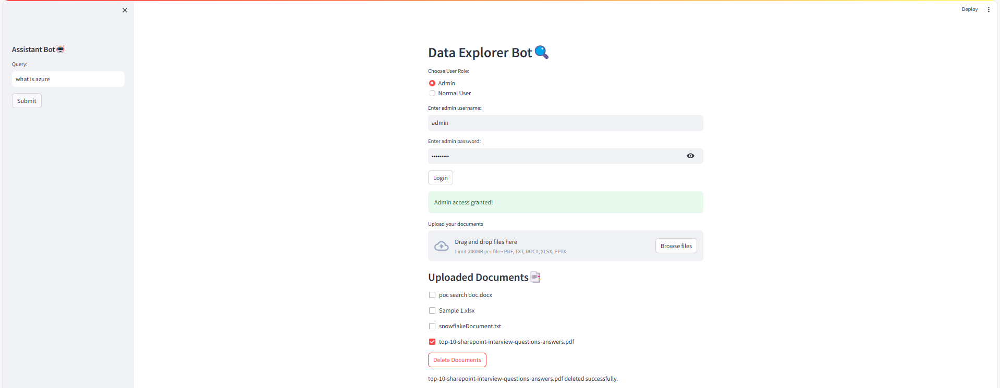 Deploy
Assistant Bot
Query:
what is azure
Submit
Data Explorer Bot
Choose User Role:
Admin
Normal User
Enter admin username:
admin
Enter admin password:
•••••••••
Login
Admin access granted!
Upload your documents
Drag and drop files here
Limit 200MB per file • PDF, TXT, DOCX, XLSX, PPTX
Browse files
Uploaded Documents
poc search doc.docx
Sample 1.xlsx
snowflakeDocument.txt
top-10-sharepoint-interview-questions-answers.pdf
Delete Documents
top-10-sharepoint-interview-questions-answers.pdf deleted successfully.